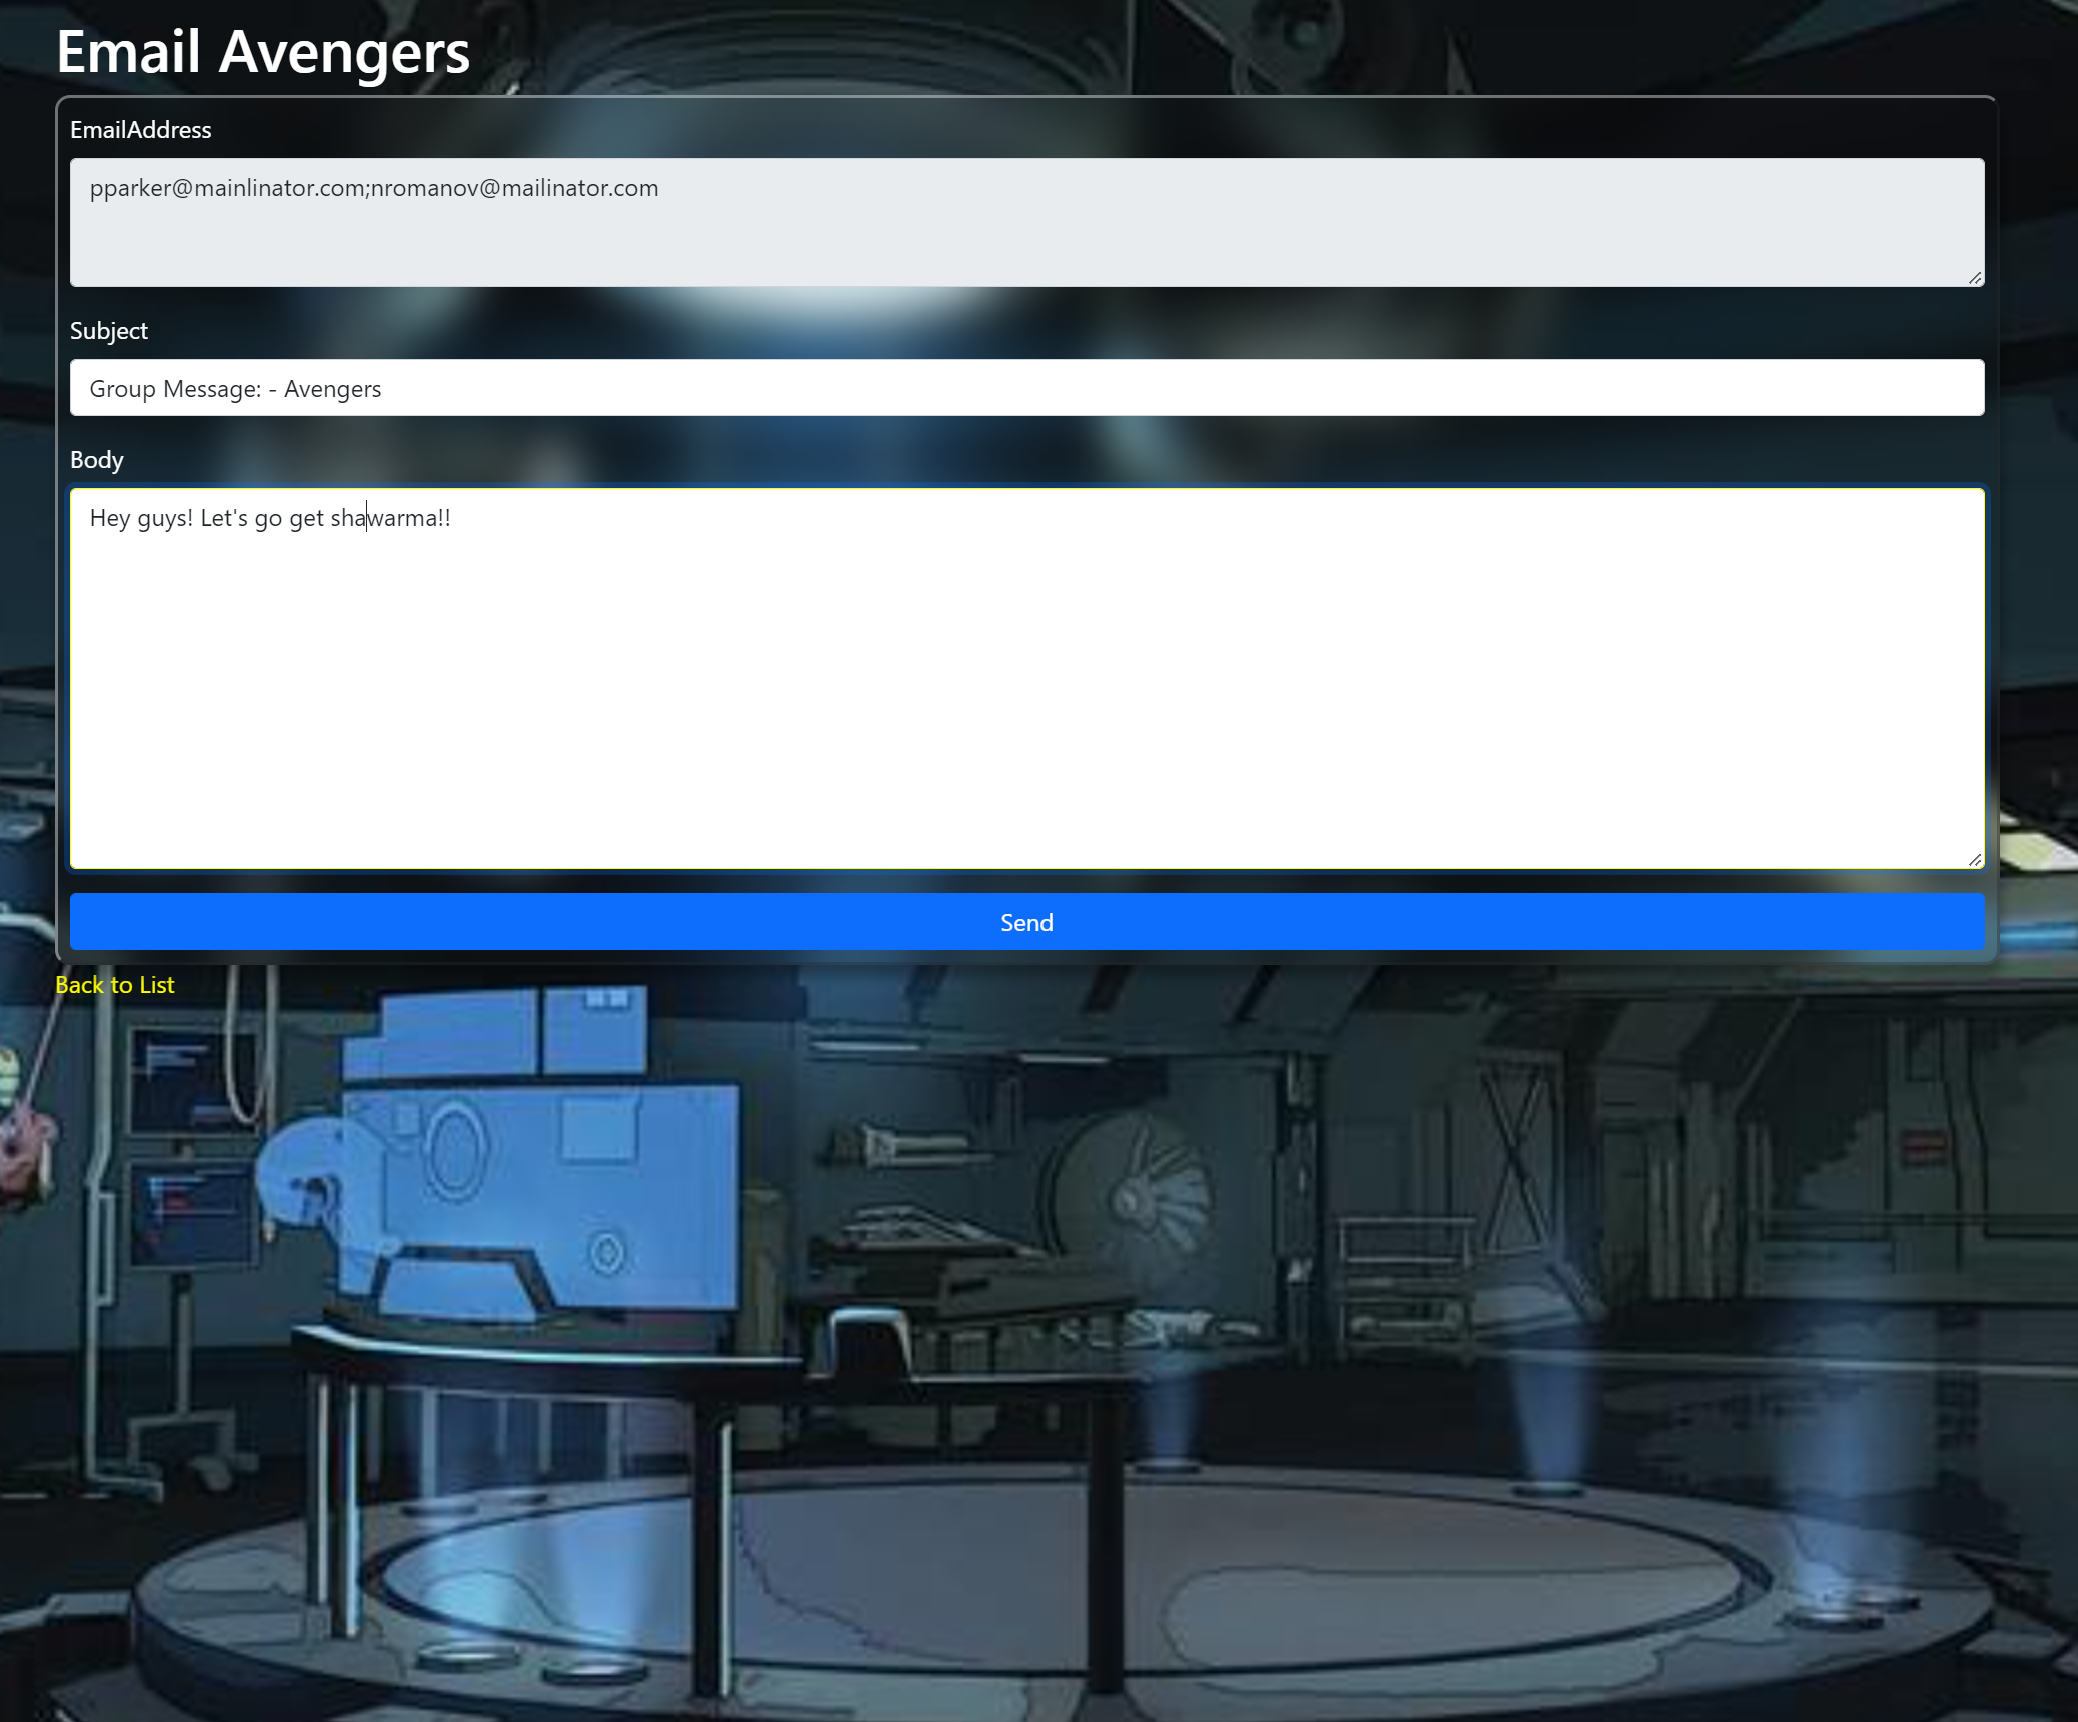 Email Avengers
EmailAddress
pparker@mainlinator.com;nromanov@mailinator.com
Subject
Group Message: - Avengers
Body
Hey guys! Let's go get shawarma!!
Send
Back to List